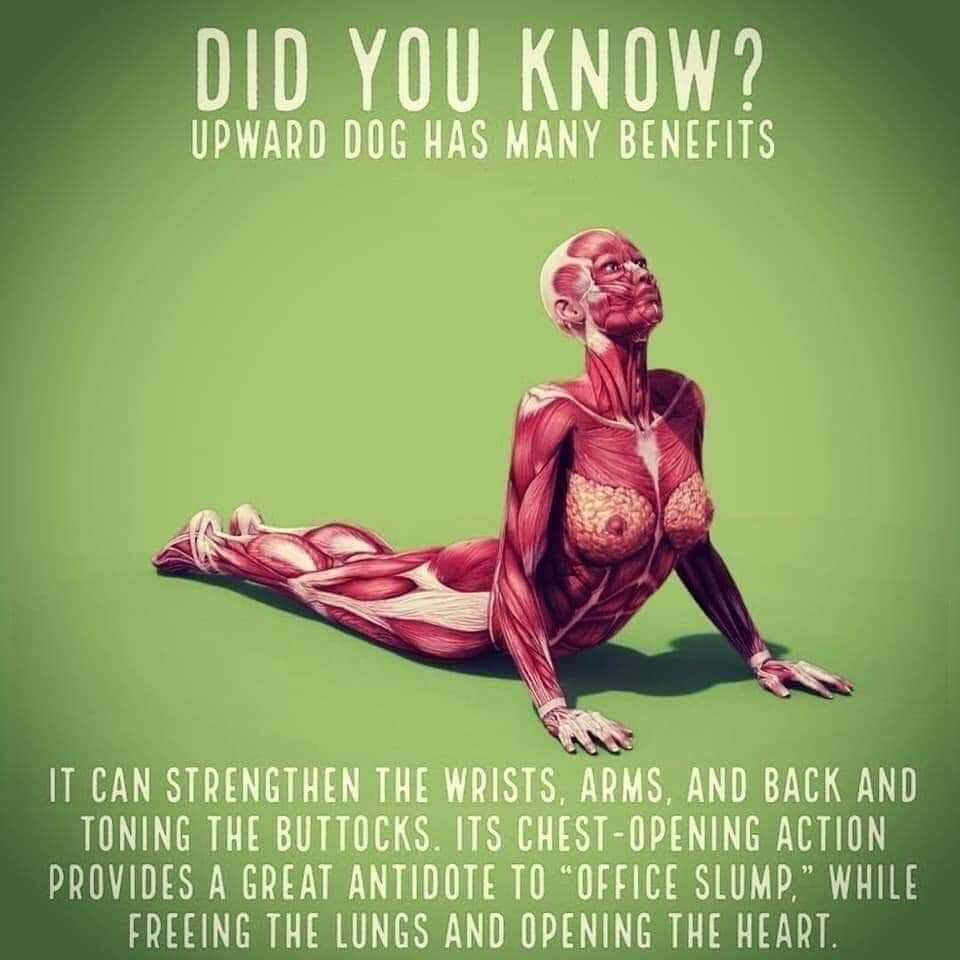 DID YOU KNOW?
UPWARD DOG HAS MANY BENEFITS
IT CAN STRENGTHEN THE WRISTS, ARMS, AND BACK AND
TONING THE BUTTOCKS. ITS CHEST-OPENING ACTION
PROVIDES A GREAT ANTIDOTE TO “OFFICE SLUMP,” WHILE
FREEING THE LUNGS AND OPENING THE HEART.